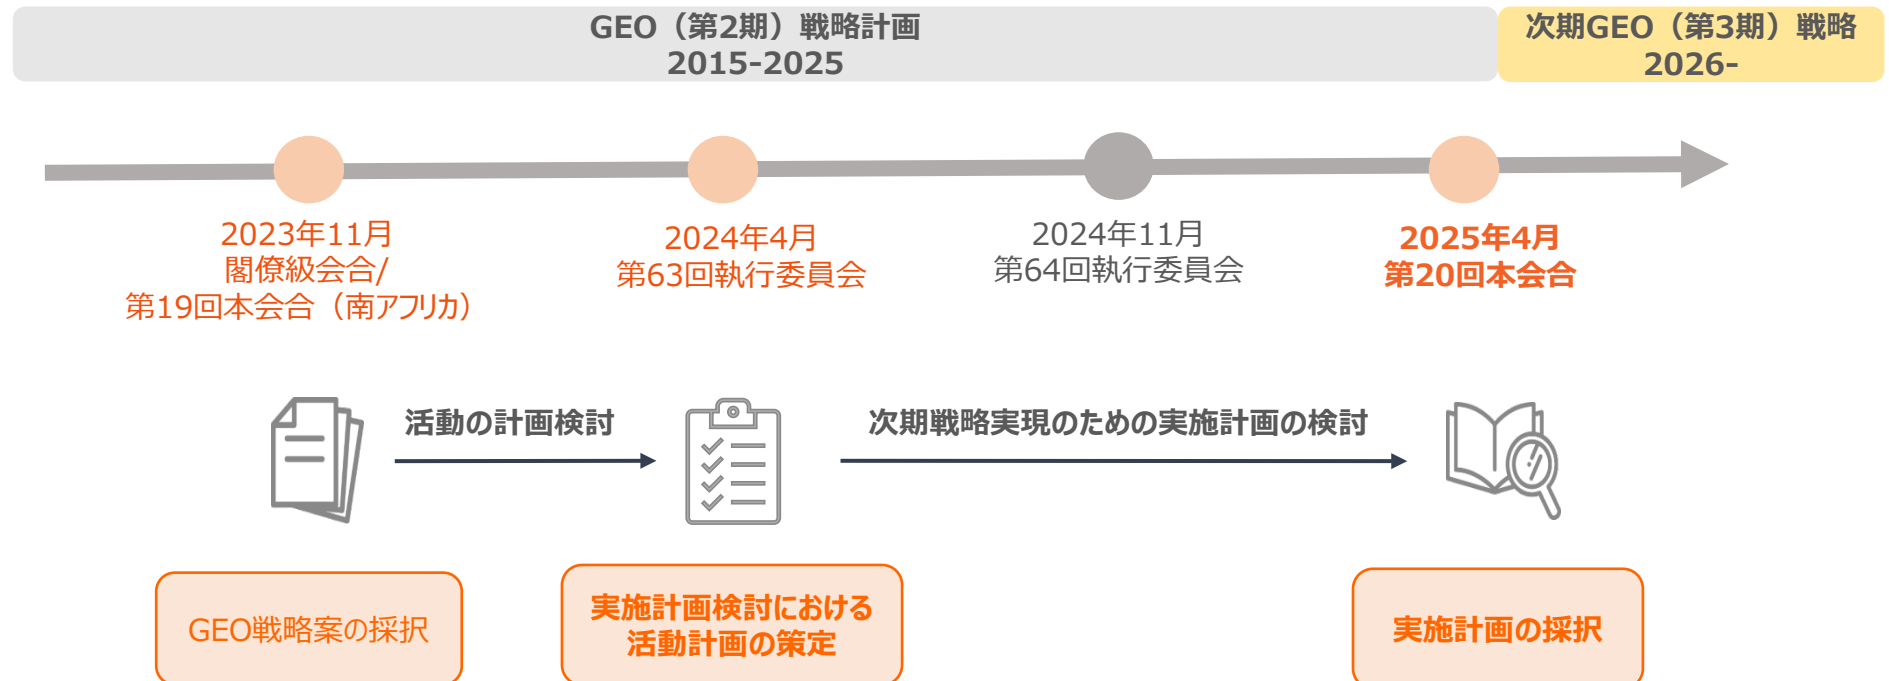 GEO（第2期）戦略計画
2015-2025
次期GEO（第3期）戦略
2026-
2023年11月
閣僚級会合/
第19回本会合（南アフリカ）
2024年4月
第63回執行委員会
2024年11月
第64回執行委員会
2025年4月
第20回本会合
活動の計画検討
次期戦略実現のための実施計画の検討
GEO戦略案の採択
実施計画検討における
活動計画の策定
実施計画の採択